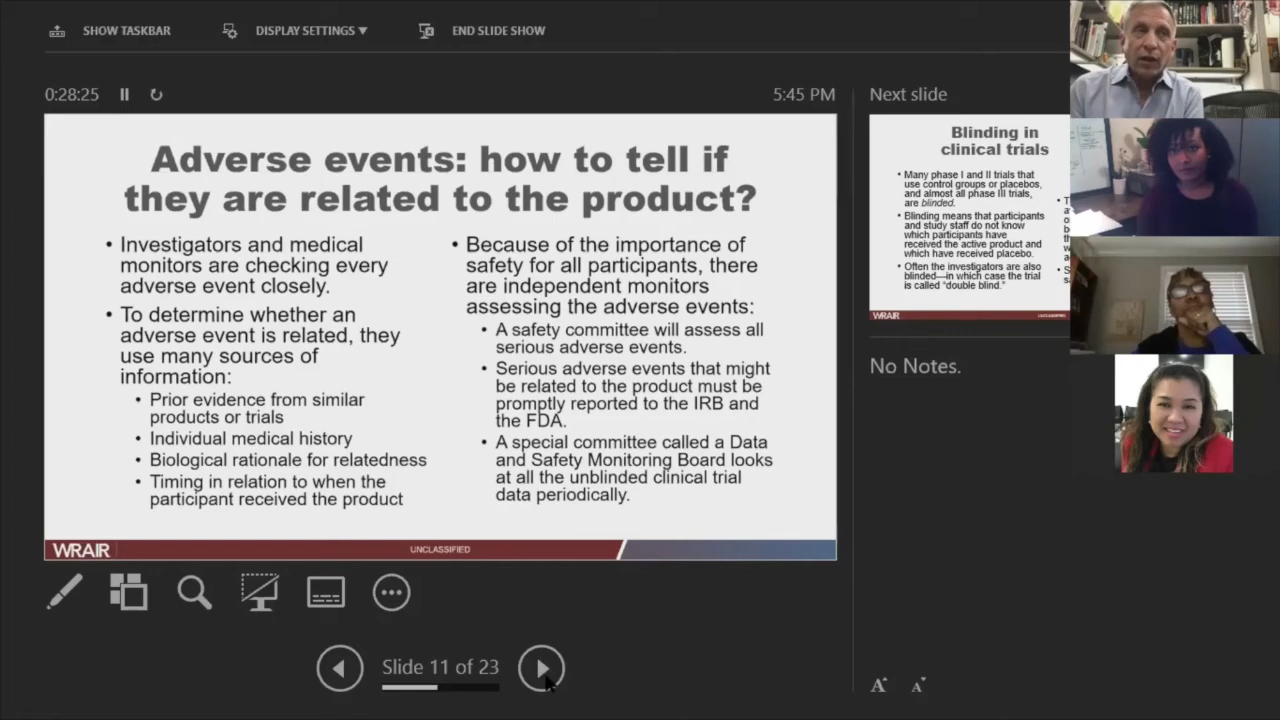 SHOW TASKBAR
DISPLAY SETTINGS
END SLIDE SHOW
0:28:25
5:45 PM
Adverse events: how to tell if
they are related to the product?
• Investigators and medical
monitors are checking every
adverse event closely.
• To determine whether an
adverse event is related, they
use many sources of
information:
• Prior evidence from similar
products or trials
• Individual medical history
• Biological rationale for relatedness
• Timing in relation to when the
participant received the product
• Because of the importance of
safety for all participants, there
are independent monitors
assessing the adverse events:
• A safety committee will assess all
serious adverse events.
• Serious adverse events that might
be related to the product must be
promptly reported to the IRB and
the FDA.
• A special committee called a Data
and Safety Monitoring Board looks
at all the unblinded clinical trial
data periodically.
WRAIR
UNCLASSIFIED
Slide 11 of 23
Next slide
Blinding in
clinical trials
• Many phase I and II trials that
use control groups or placebos,
and almost all phase III trials,
are blinded.
• Blinding means that participants
and study staff do not know
which participants have
received the active product and
which have received placebo.
• Often the investigators are also
blinded—in which case the trial
is called “double blind.”
WRAIR
UNCLASSIFIED
No Notes.
A A